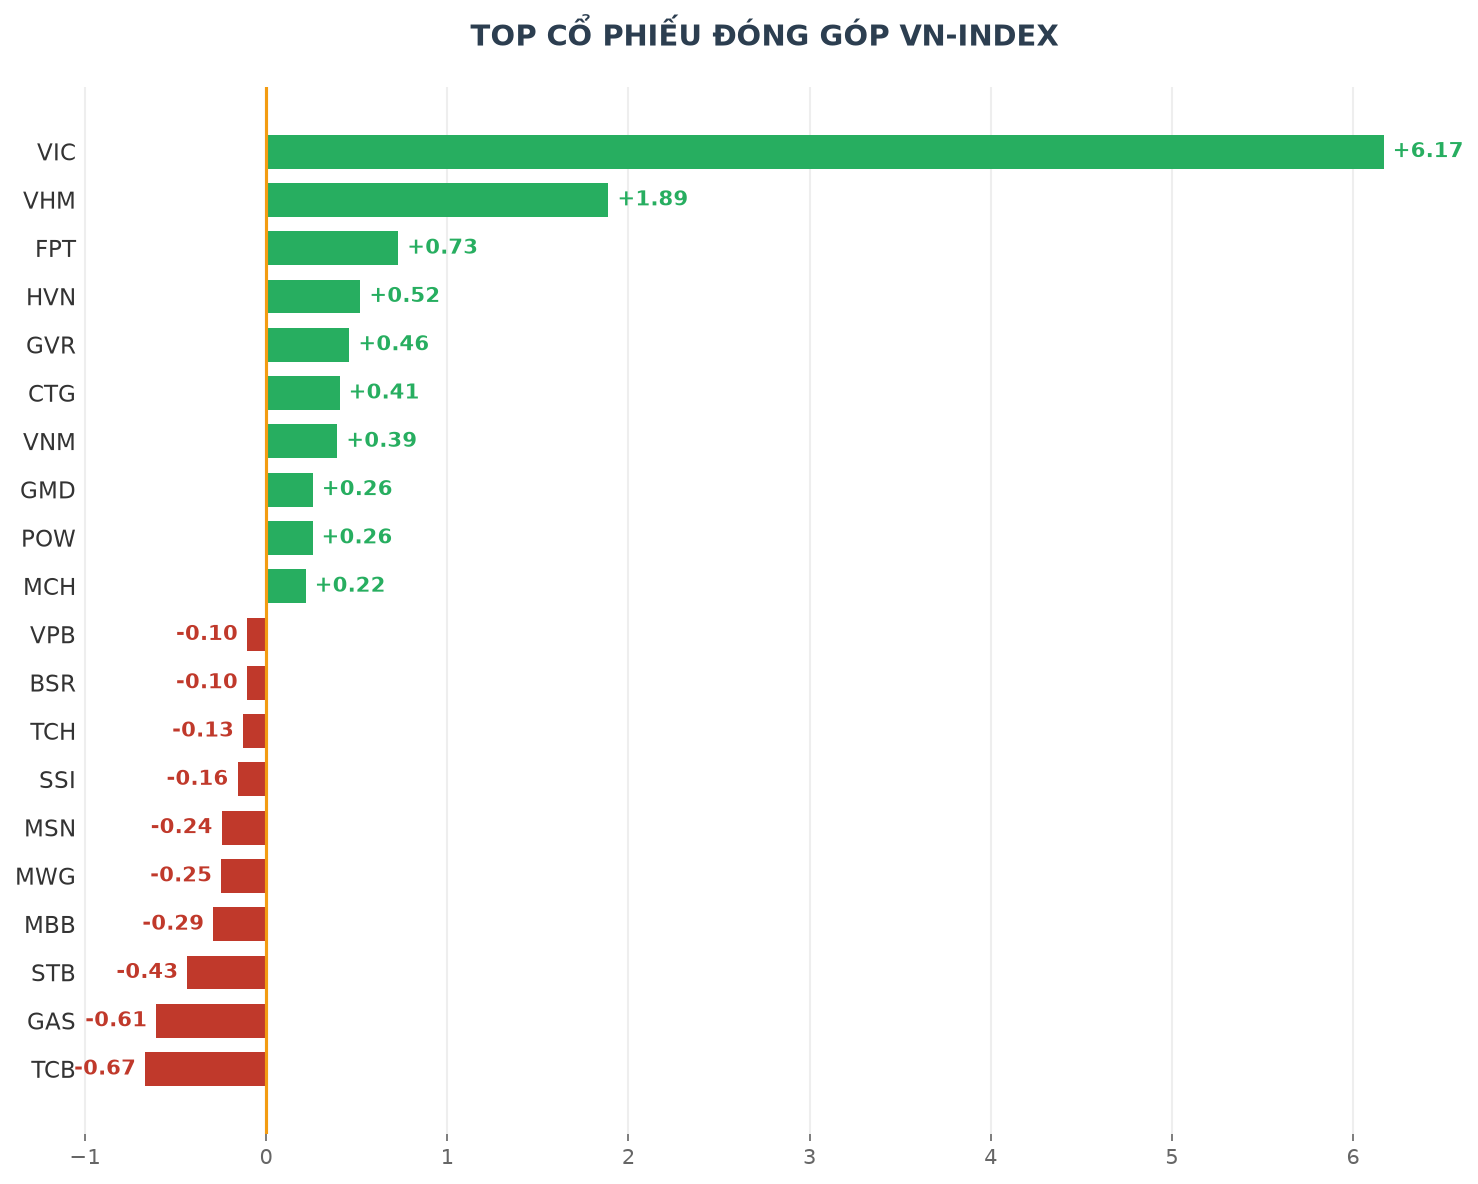 TOP CỔ PHIẾU ĐÓNG GÓP VN-INDEX
VIC +6.17
VHM +1.89
FPT +0.73
HVN +0.52
GVR +0.46
CTG +0.41
VNM +0.39
GMD +0.26
POW +0.26
MCH +0.22
VPB -0.10
BSR -0.10
TCH -0.13
SSI -0.16
MSN -0.24
MWG -0.25
MBB -0.29
STB -0.43
GAS -0.61
TCB -0.67
−1 0 1 2 3 4 5 6